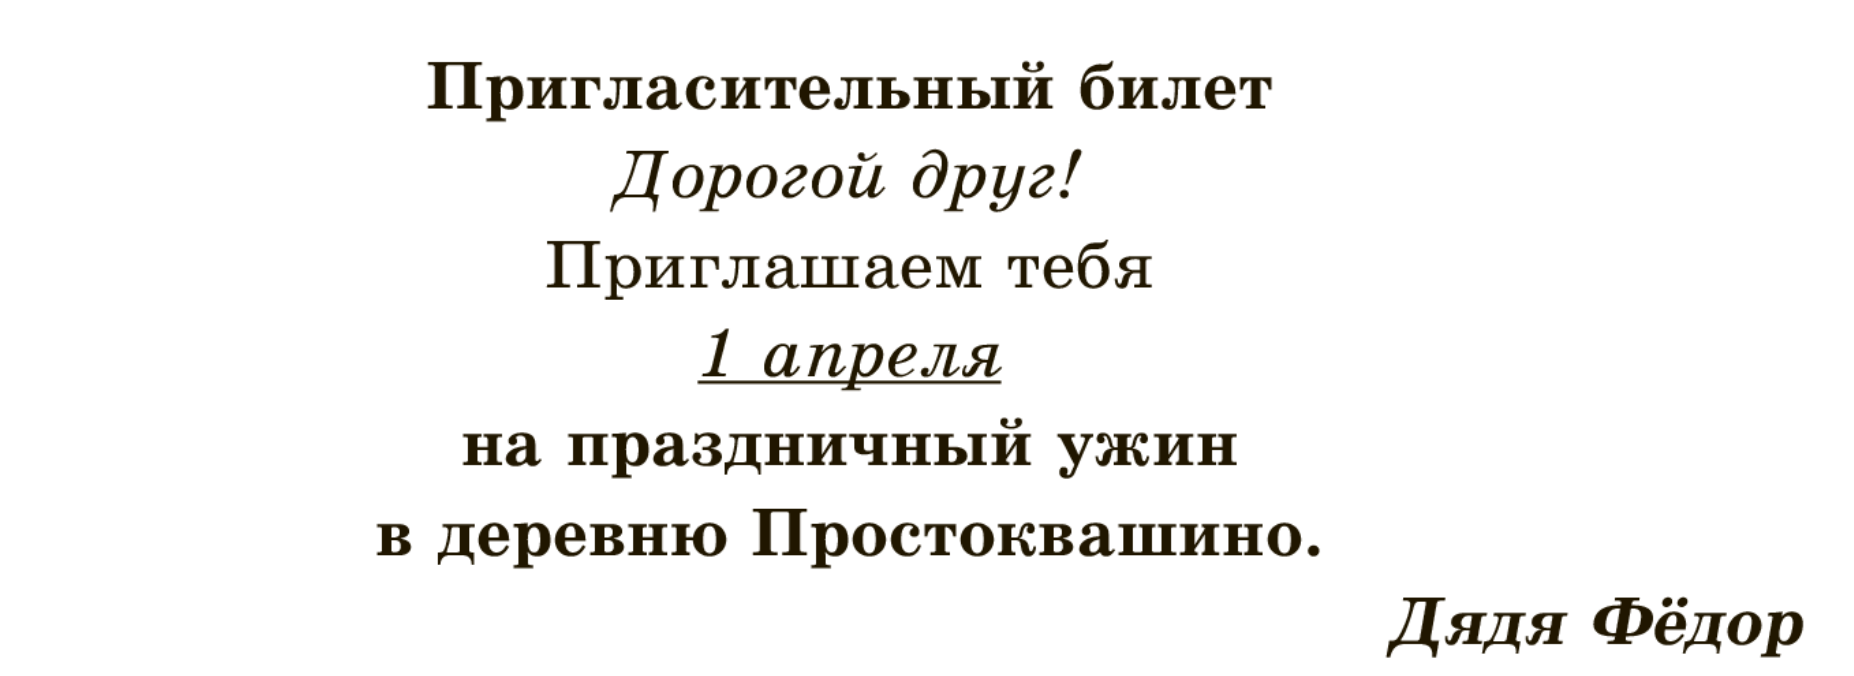 Пригласительный билет
Дорогой друг!
Приглашаем тебя
1 апреля
на праздничный ужин
в деревню Простоквашино.
Дядя Фёдор